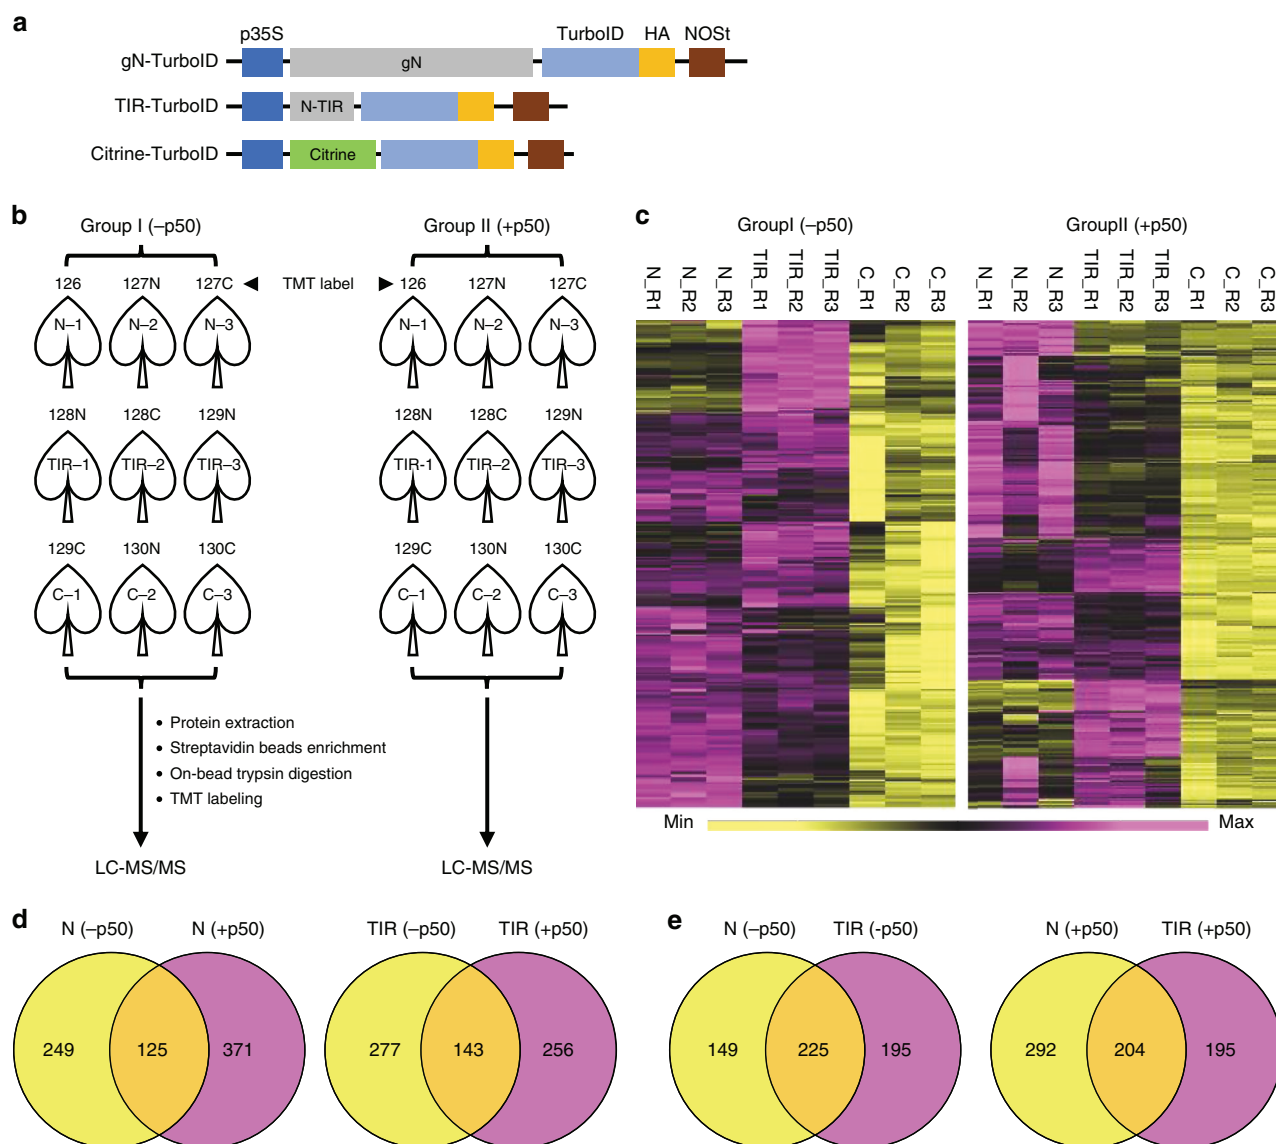 a
p35S TurboID HA NOSt
gN-TurboID gN
TIR-TurboID N-TIR
Citrine-TurboID Citrine
b
Group I (–p50) Group II (+p50)
126 127N 127C ◄ TMT label ► 126 127N 127C
N–1 N–2 N–3 N–1 N–2 N–3
128N 128C 129N 128N 128C 129N
TIR–1 TIR–2 TIR–3 TIR-1 TIR–2 TIR–3
129C 130N 130C 129C 130N 130C
C–1 C–2 C–3 C–1 C–2 C–3
• Protein extraction
• Streptavidin beads enrichment
• On-bead trypsin digestion
• TMT labeling
LC-MS/MS LC-MS/MS
c
GroupI (–p50) GroupII (+p50)
N_R1 N_R2 N_R3 TIR_R1 TIR_R2 TIR_R3 C_R1 C_R2 C_R3 N_R1 N_R2 N_R3 TIR_R1 TIR_R2 TIR_R3 C_R1 C_R2 C_R3
Min Max
d
N (–p50) N (+p50) TIR (–p50) TIR (+p50)
249 125 371 277 143 256
e
N (–p50) TIR (-p50) N (+p50) TIR (+p50)
149 225 195 292 204 195